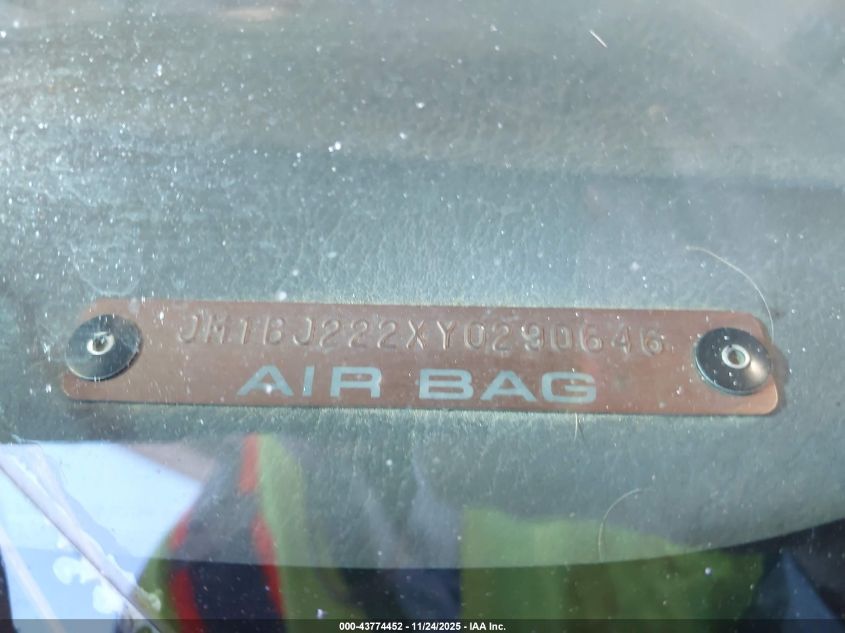 JM1BJ222XY0290646
AIR BAG
000-43774452 - 11/24/2025 - IAA Inc.